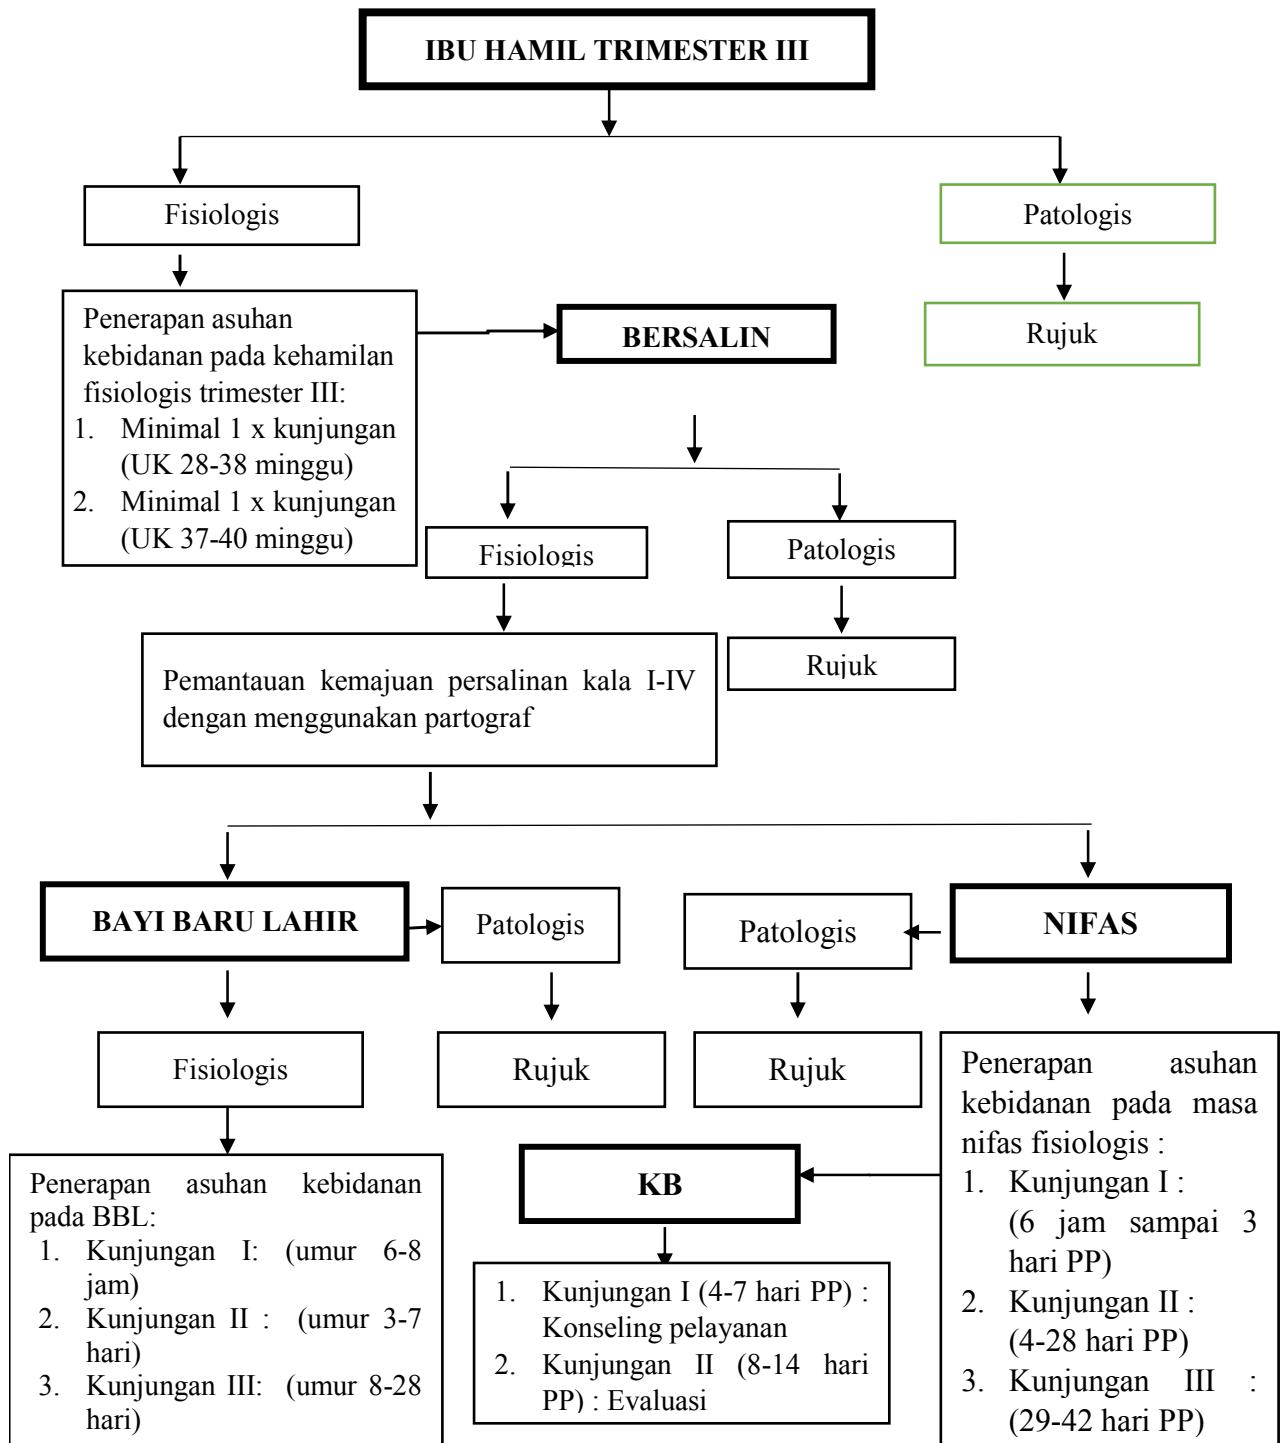 IBU HAMIL TRIMESTER III
Fisiologis
Patologis
Penerapan asuhan
kebidanan pada kehamilan
fisiologis trimester III:
1. Minimal 1 x kunjungan
(UK 28-38 minggu)
2. Minimal 1 x kunjungan
(UK 37-40 minggu)
BERSALIN
Rujuk
Fisiologis
Patologis
Rujuk
Pemantauan kemajuan persalinan kala I-IV
dengan menggunakan partograf
BAYI BARU LAHIR
Patologis
Patologis
NIFAS
Fisiologis
Rujuk
Rujuk
Penerapan asuhan
kebidanan pada masa
nifas fisiologis :
1. Kunjungan I :
(6 jam sampai 3
hari PP)
2. Kunjungan II :
(4-28 hari PP)
3. Kunjungan III :
(29-42 hari PP)
Penerapan asuhan kebidanan
pada BBL:
1. Kunjungan I: (umur 6-8
jam)
2. Kunjungan II : (umur 3-7
hari)
3. Kunjungan III: (umur 8-28
hari)
KB
1. Kunjungan I (4-7 hari PP) :
Konseling pelayanan
2. Kunjungan II (8-14 hari
PP) : Evaluasi